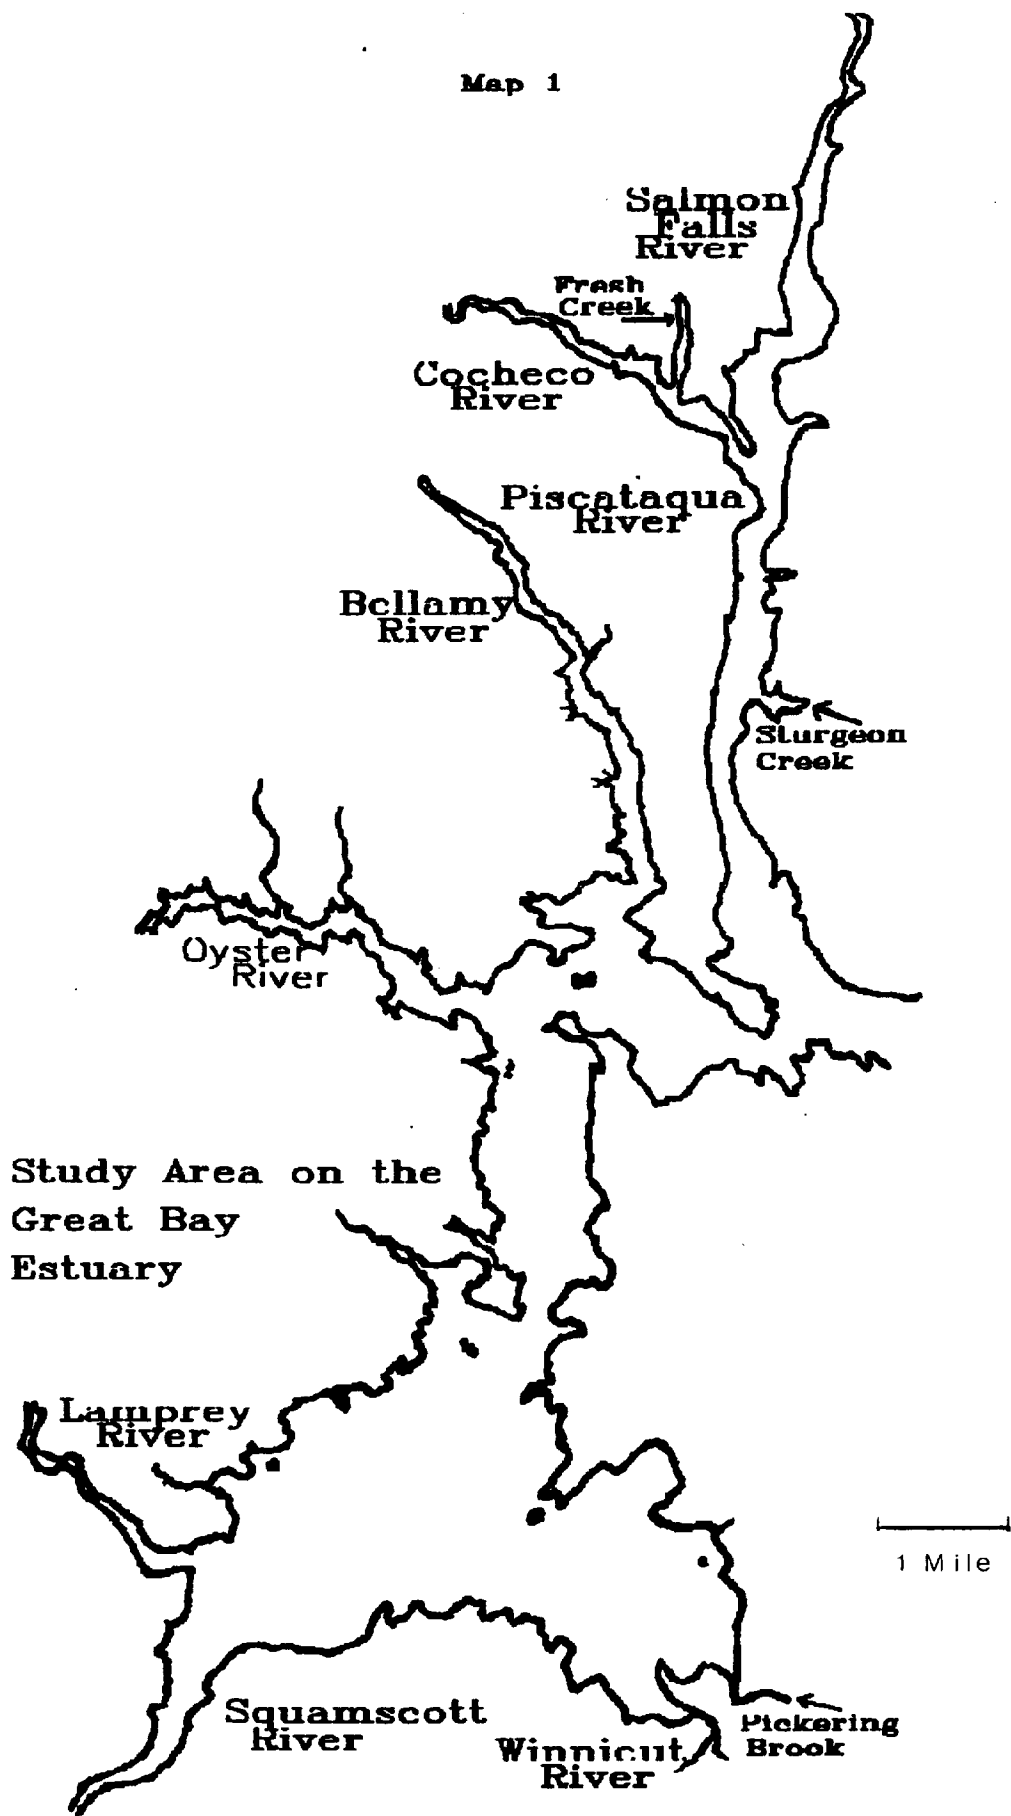 Map 1
Salmon
Falls
River
Fresh
Creek
Cocheco
River
Piscataqua
River
Bellamy
River
Sturgeon
Creek
Oyster
River
Study Area on the
Great Bay
Estuary
Lamprey
River
1 Mile
Squamscott
River
Pickering
Brook
Winnicut
River